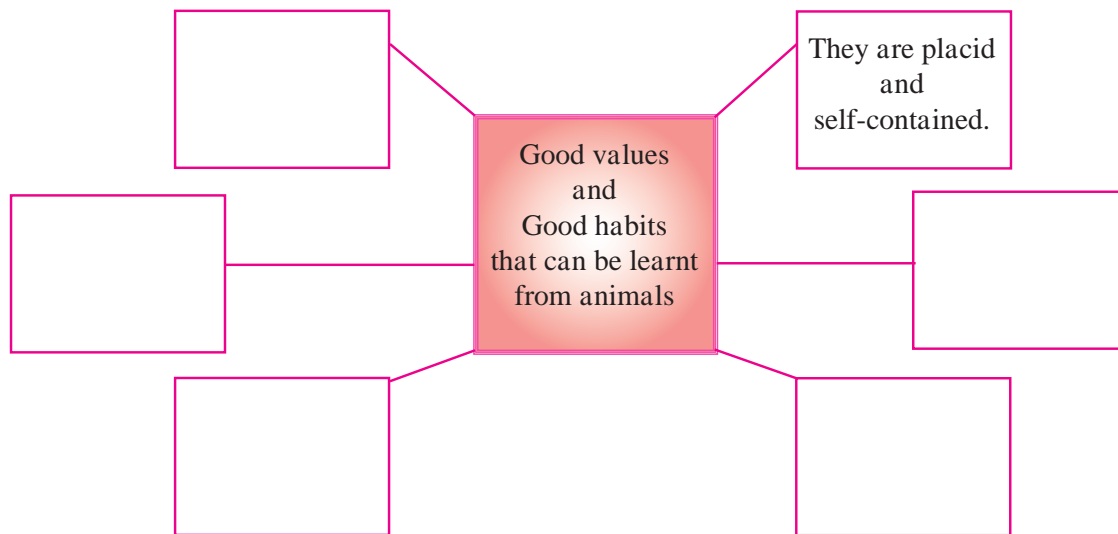 They are placid
and
self-contained.
Good values
and
Good habits
that can be learnt
from animals